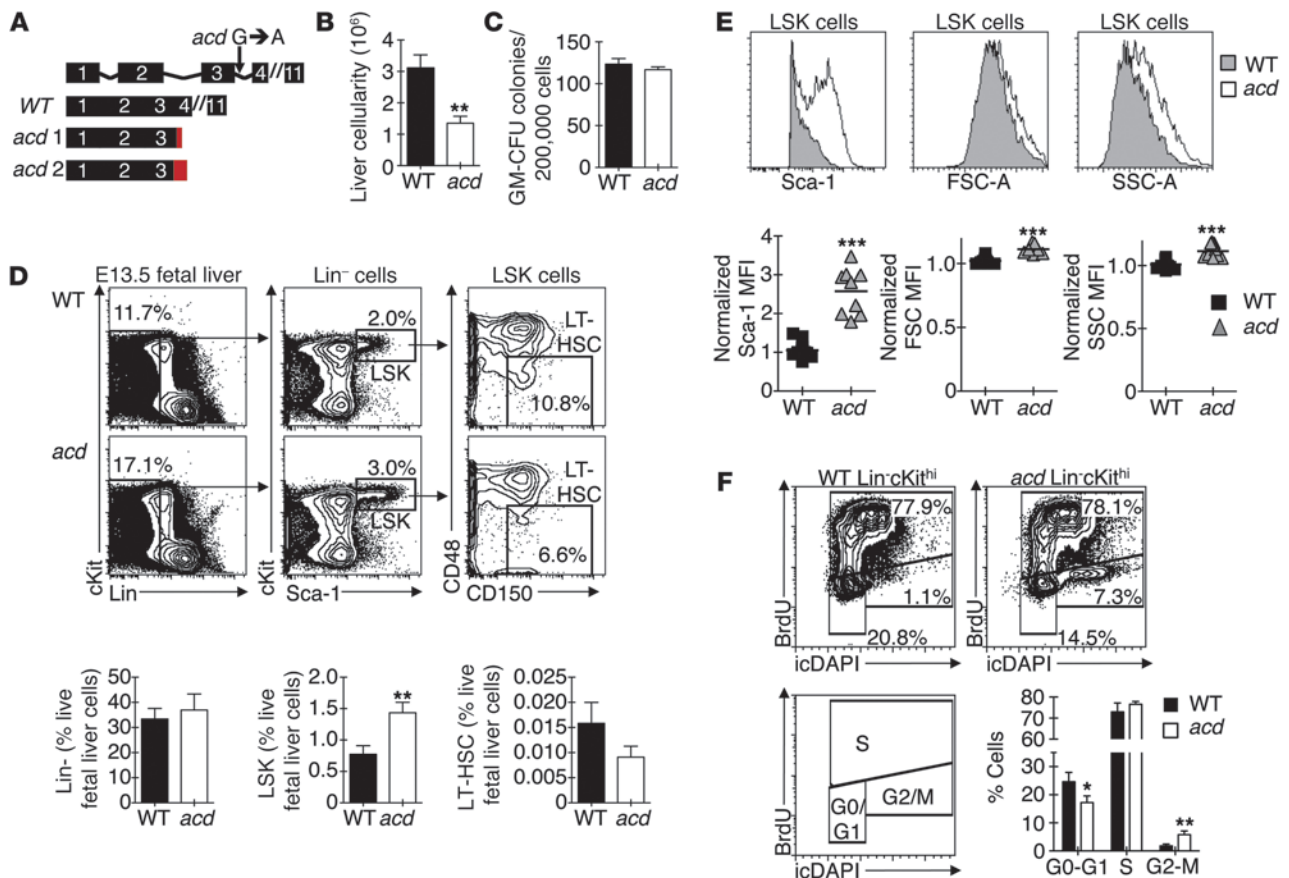 A
acd G→A
1 2 3 4 // 11
WT 1 2 3 4 // 11
acd 1 1 2 3
acd 2 1 2 3
B
Liver cellularity (10⁶)
4
3
2
1
0
**
WT acd
C
GM-CFU colonies/
200,000 cells
150
125
100
75
50
25
0
WT acd
D
E13.5 fetal liver Lin⁻ cells LSK cells
WT
11.7%
2.0%
LSK
LT-
HSC
10.8%
acd
17.1%
3.0%
LSK
LT-
HSC
6.6%
cKit
Lin
cKit
Sca-1
CD48
CD150
Lin- (% live
fetal liver cells)
50
40
30
20
10
0
WT acd
LSK (% live
fetal liver cells)
2.0
1.5
1.0
0.5
0.0
**
WT acd
LT-HSC (% live
fetal liver cells)
0.025
0.020
0.015
0.010
0.005
0
WT acd
E
LSK cells LSK cells LSK cells
WT
acd
Sca-1 FSC-A SSC-A
Normalized
Sca-1 MFI
4
3
2
1
0
***
WT acd
Normalized
FSC MFI
1.0
0.5
0
***
WT acd
Normalized
SSC MFI
1.0
0.5
0
***
WT acd
WT
acd
F
WT Lin⁻cKitʰⁱ acd Lin⁻cKitʰⁱ
77.9%
1.1%
20.8%
BrdU
icDAPI
78.1%
7.3%
14.5%
BrdU
icDAPI
S
G0/
G1
G2/M
BrdU
icDAPI
% Cells
80
70
60
30
20
10
0
*
**
WT
acd
G0-G1 S G2-M